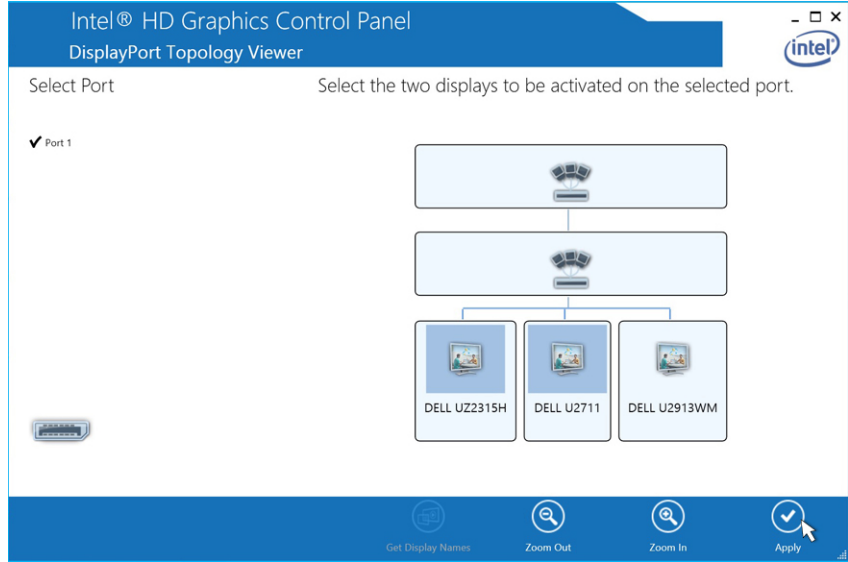 Intel® HD Graphics Control Panel
DisplayPort Topology Viewer
intel
Select Port
Select the two displays to be activated on the selected port.
Port 1
DELL UZ2315H
DELL U2711
DELL U2913WM
Get Display Names
Zoom Out
Zoom In
Apply